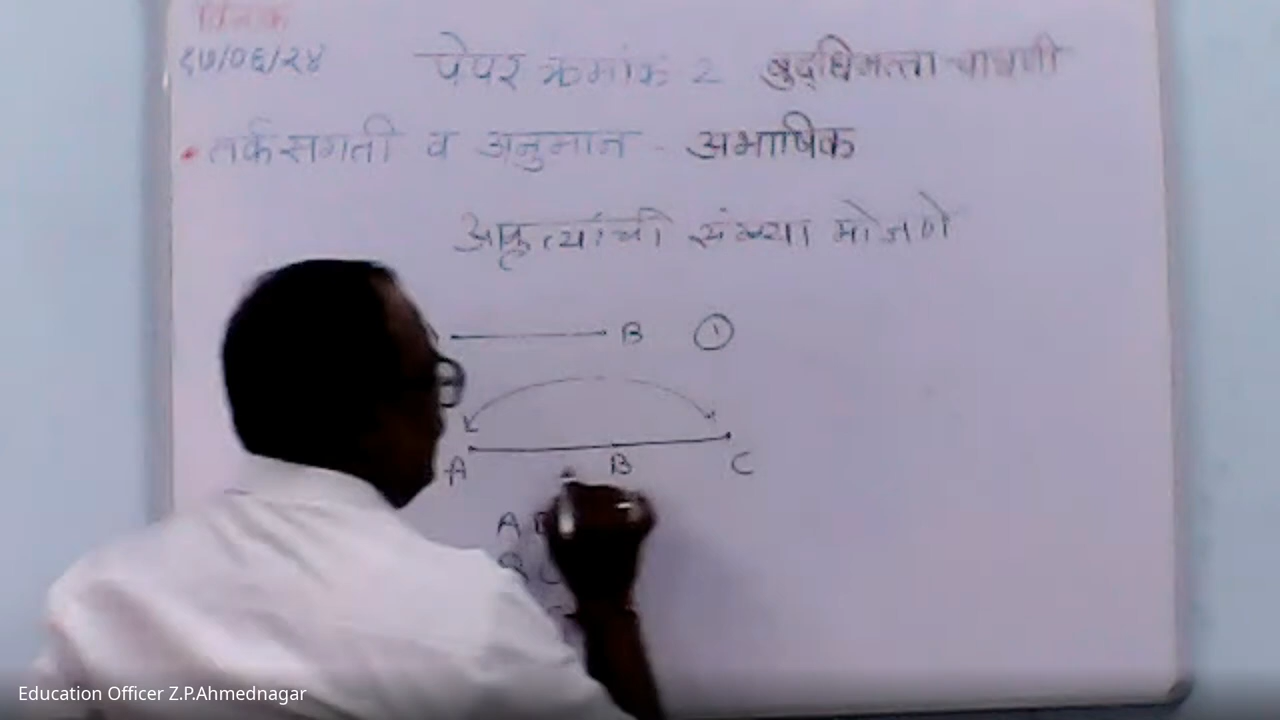 दिनांक
१७/०६/२४
पेपर क्रमांक 2 बुद्धिमत्ता चाचणी
• तर्कसंगती व अनुमान - अभाषिक
आकृत्यांची संख्या मोजणे
B ①
A B C
A B
B C
Education Officer Z.P.Ahmednagar